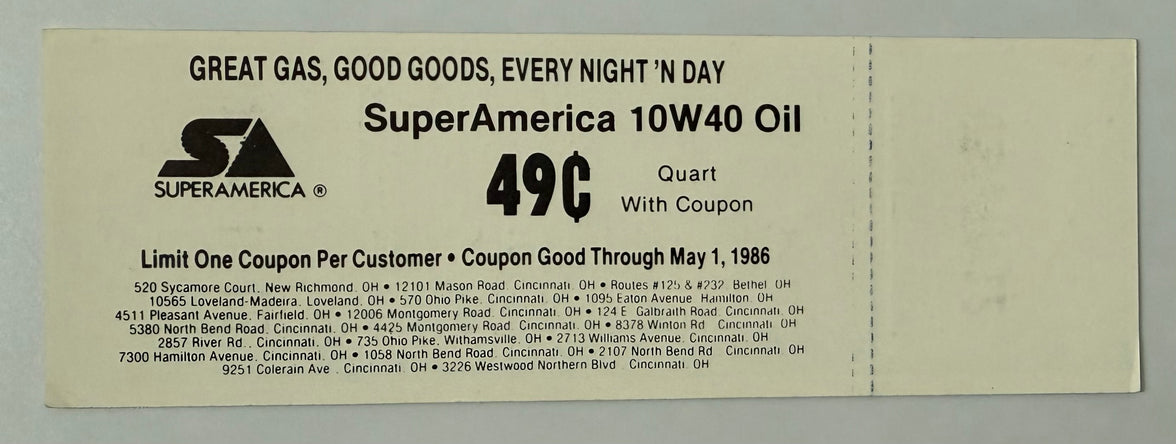 GREAT GAS, GOOD GOODS, EVERY NIGHT 'N DAY
SuperAmerica 10W40 Oil
SA
SUPERAMERICA ®
49¢
Quart
With Coupon
Limit One Coupon Per Customer • Coupon Good Through May 1, 1986
520 Sycamore Court, New Richmond, OH • 12101 Mason Road, Cincinnati, OH • Routes #125 & #232, Bethel, OH
10565 Loveland-Madeira, Loveland, OH • 570 Ohio Pike, Cincinnati, OH • 1095 Eaton Avenue, Hamilton, OH
4511 Pleasant Avenue, Fairfield, OH • 12006 Montgomery Road, Cincinnati, OH • 124 E. Galbraith Road, Cincinnati, OH
5380 North Bend Road, Cincinnati, OH • 4425 Montgomery Road, Cincinnati, OH • 8378 Winton Rd., Cincinnati, OH
2857 River Rd., Cincinnati, OH • 735 Ohio Pike, Withamsville, OH • 2713 Williams Avenue, Cincinnati, OH
7300 Hamilton Avenue, Cincinnati, OH • 1058 North Bend Road, Cincinnati, OH • 2107 North Bend Rd., Cincinnati, OH
9251 Colerain Ave., Cincinnati, OH • 3226 Westwood Northern Blvd., Cincinnati, OH